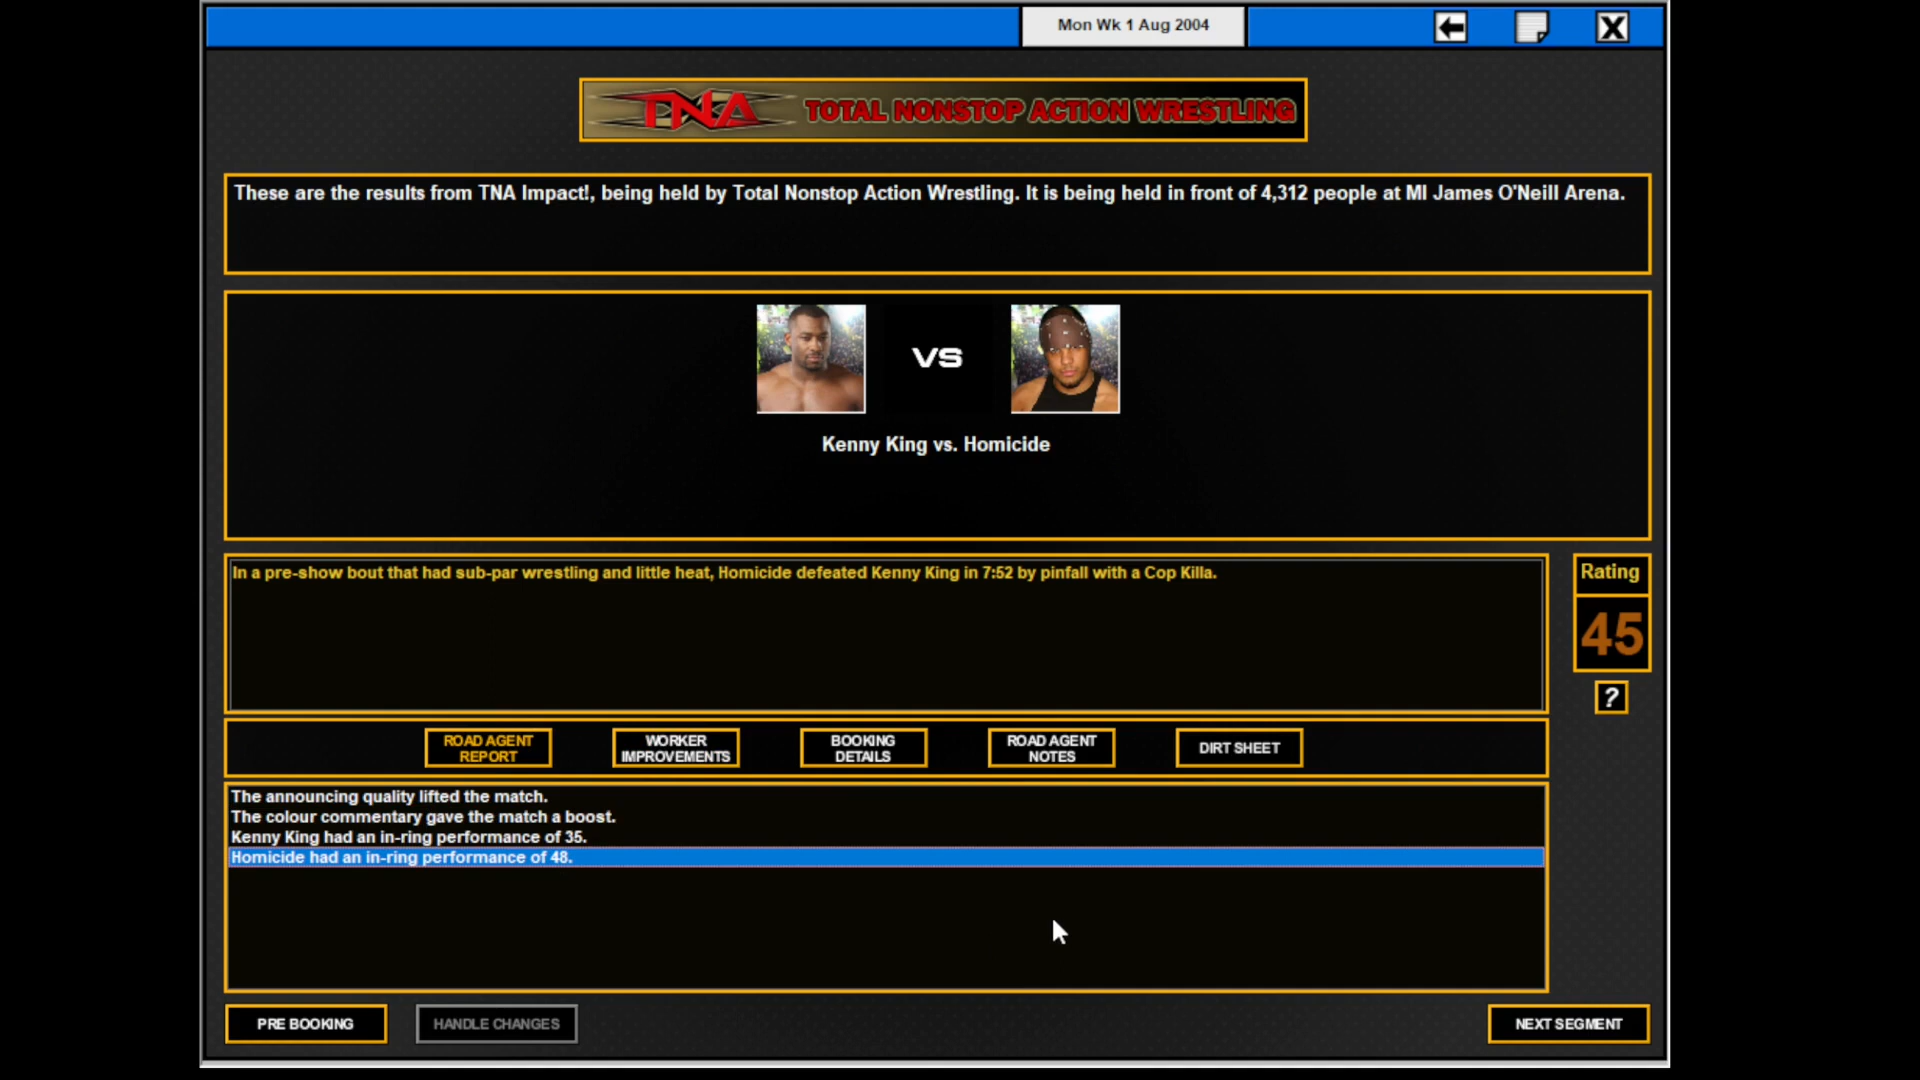 Mon Wk 1 Aug 2004
X
TNA TOTAL NONSTOP ACTION WRESTLING
These are the results from TNA Impact!, being held by Total Nonstop Action Wrestling. It is being held in front of 4,312 people at MI James O'Neill Arena.
VS
Kenny King vs. Homicide
In a pre-show bout that had sub-par wrestling and little heat, Homicide defeated Kenny King in 7:52 by pinfall with a Cop Killa.
Rating
45
?
ROAD AGENT
REPORT
WORKER
IMPROVEMENTS
BOOKING
DETAILS
ROAD AGENT
NOTES
DIRT SHEET
The announcing quality lifted the match.
The colour commentary gave the match a boost.
Kenny King had an in-ring performance of 35.
Homicide had an in-ring performance of 48.
PRE BOOKING
HANDLE CHANGES
NEXT SEGMENT